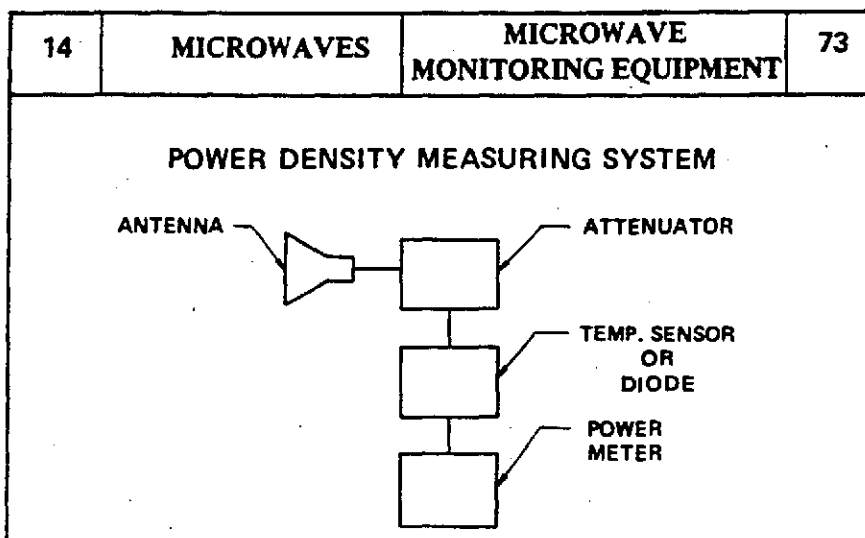 14
MICROWAVES
MICROWAVE
MONITORING EQUIPMENT
73
POWER DENSITY MEASURING SYSTEM
ANTENNA
ATTENUATOR
TEMP. SENSOR
OR
DIODE
POWER
METER